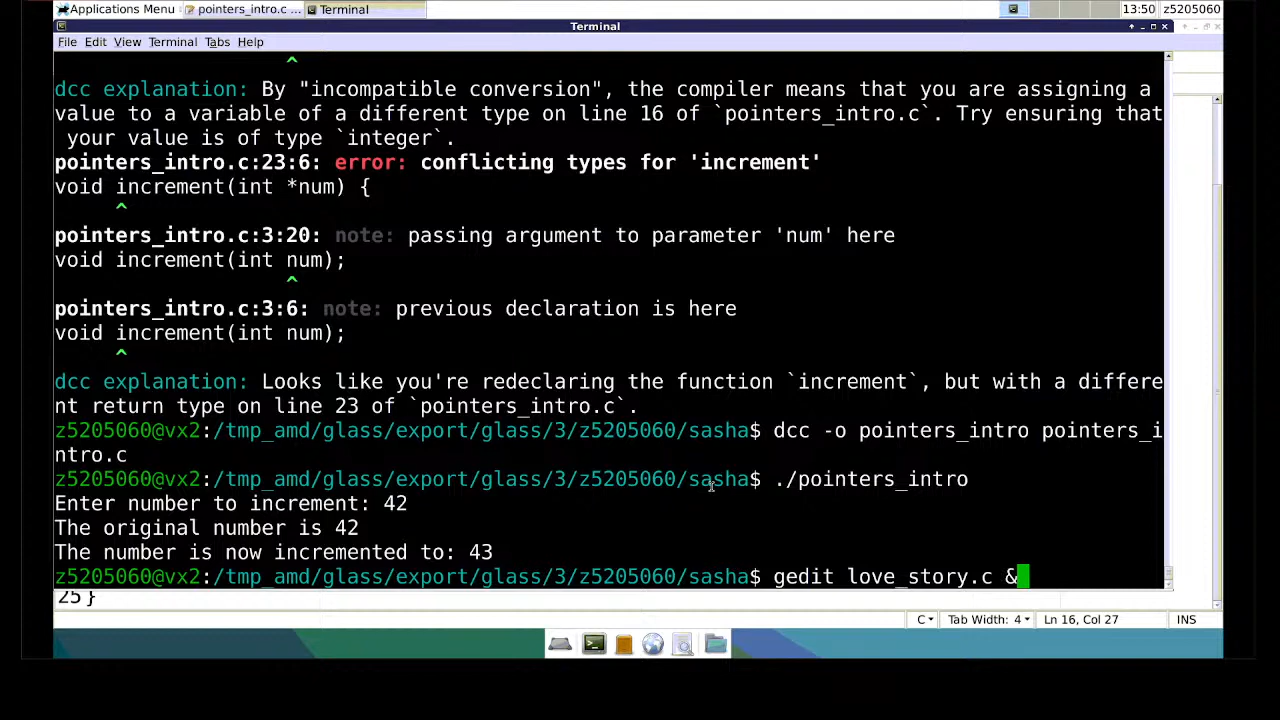 Applications Menu pointers_intro.c ... Terminal 13:50 z5205060
Terminal
File Edit View Terminal Tabs Help
^
dcc explanation: By "incompatible conversion", the compiler means that you are assigning a
value to a variable of a different type on line 16 of `pointers_intro.c`. Try ensuring that
your value is of type `integer`.
pointers_intro.c:23:6: error: conflicting types for 'increment'
void increment(int *num) {
^
pointers_intro.c:3:20: note: passing argument to parameter 'num' here
void increment(int num);
^
pointers_intro.c:3:6: note: previous declaration is here
void increment(int num);
^
dcc explanation: Looks like you're redeclaring the function `increment`, but with a differe
nt return type on line 23 of `pointers_intro.c`.
z5205060@vx2:/tmp_amd/glass/export/glass/3/z5205060/sasha$ dcc -o pointers_intro pointers_i
ntro.c
z5205060@vx2:/tmp_amd/glass/export/glass/3/z5205060/sasha$ ./pointers_intro
Enter number to increment: 42
The original number is 42
The number is now incremented to: 43
z5205060@vx2:/tmp_amd/glass/export/glass/3/z5205060/sasha$ gedit love_story.c &
25 }
C Tab Width: 4 Ln 16, Col 27 INS